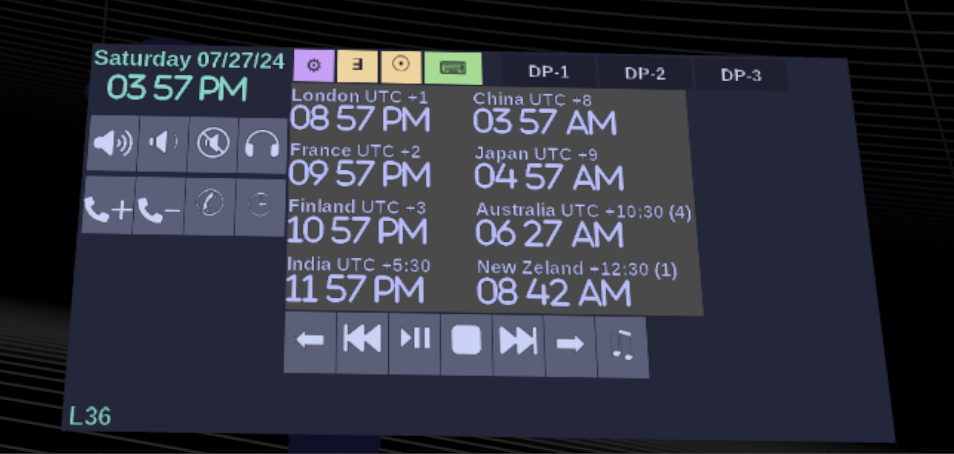 Saturday 07/27/24
03 57 PM
DP-1 DP-2 DP-3
London UTC +1
08 57 PM
China UTC +8
03 57 AM
France UTC +2
09 57 PM
Japan UTC +9
04 57 AM
Finland UTC +3
10 57 PM
Australia UTC +10:30 (4)
06 27 AM
India UTC +5:30
11 57 PM
New Zeland +12:30 (1)
08 42 AM
L36